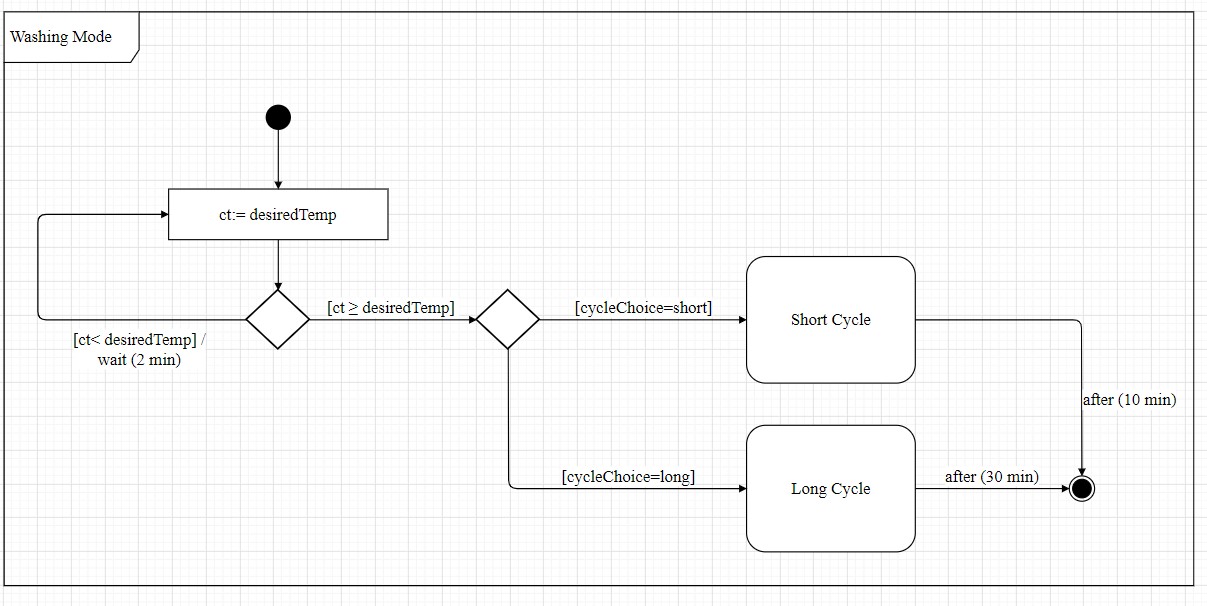 Washing Mode
ct:= desiredTemp
[ct ≥ desiredTemp]
[cycleChoice=short]
Short Cycle
[ct< desiredTemp] /
wait (2 min)
after (10 min)
[cycleChoice=long]
Long Cycle
after (30 min)